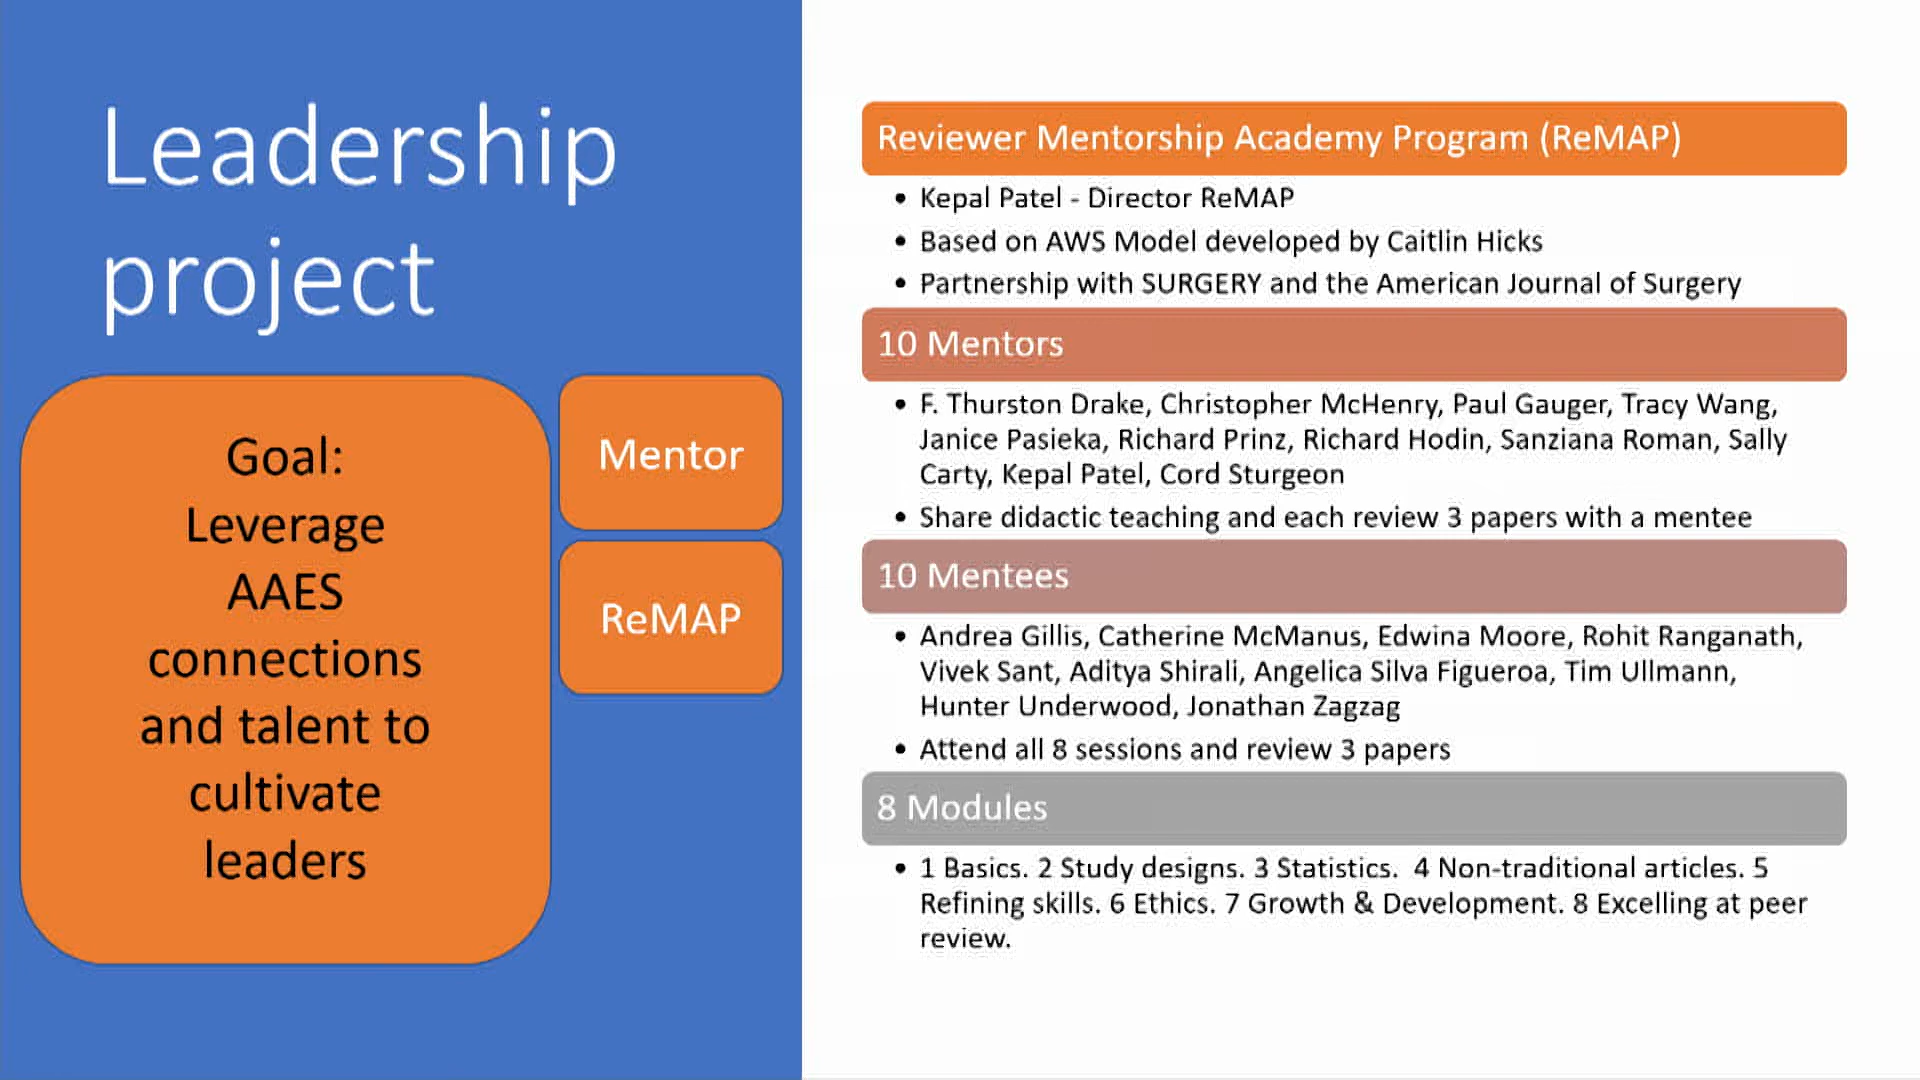 Leadership
project
Goal:
Leverage
AAES
connections
and talent to
cultivate
leaders
Mentor
ReMAP
Reviewer Mentorship Academy Program (ReMAP)
• Kepal Patel - Director ReMAP
• Based on AWS Model developed by Caitlin Hicks
• Partnership with SURGERY and the American Journal of Surgery
10 Mentors
• F. Thurston Drake, Christopher McHenry, Paul Gauger, Tracy Wang,
Janice Pasieka, Richard Prinz, Richard Hodin, Sanziana Roman, Sally
Carty, Kepal Patel, Cord Sturgeon
• Share didactic teaching and each review 3 papers with a mentee
10 Mentees
• Andrea Gillis, Catherine McManus, Edwina Moore, Rohit Ranganath,
Vivek Sant, Aditya Shirali, Angelica Silva Figueroa, Tim Ullmann,
Hunter Underwood, Jonathan Zagzag
• Attend all 8 sessions and review 3 papers
8 Modules
• 1 Basics. 2 Study designs. 3 Statistics.  4 Non-traditional articles. 5
Refining skills. 6 Ethics. 7 Growth & Development. 8 Excelling at peer
review.